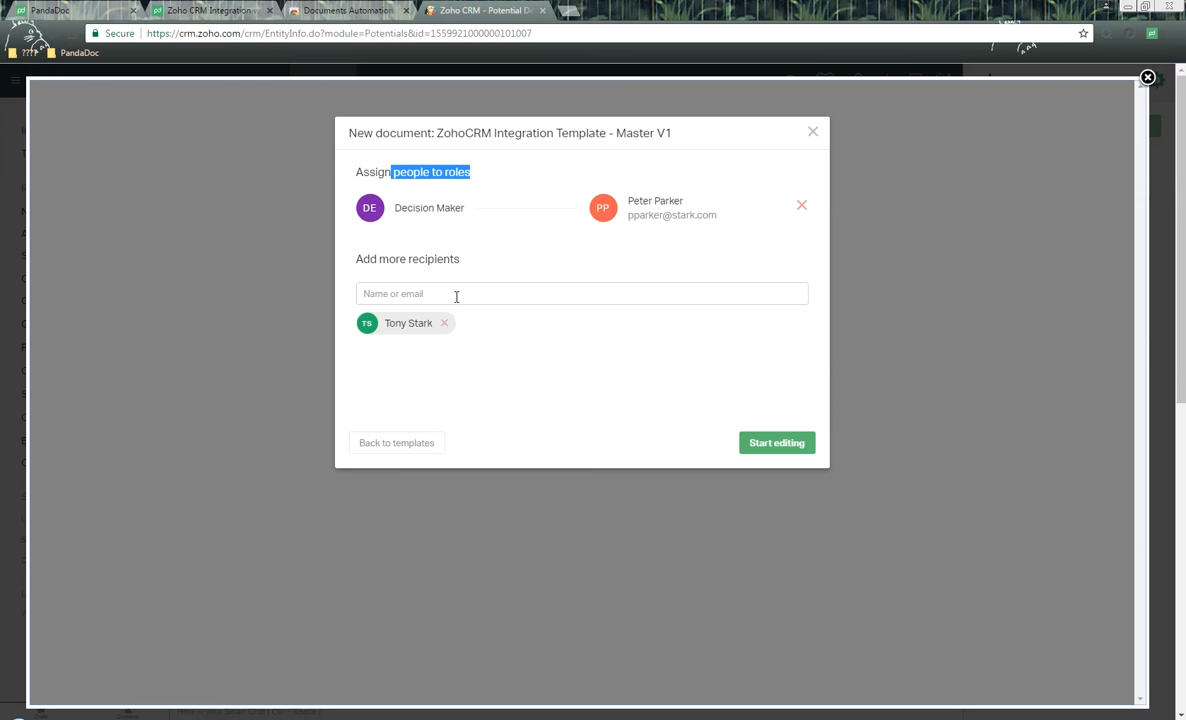 PandaDoc
Zoho CRM Integration
Documents Automation
Zoho CRM - Potential D
Secure
https://crm.zoho.com/crm/EntityInfo.do?module=Potentials&id=1559921000000101007
????
PandaDoc
New document: ZohoCRM Integration Template - Master V1
Assign people to roles
DE
Decision Maker
PP
Peter Parker
pparker@stark.com
Add more recipients
Name or email
TS
Tony Stark
Back to templates
Start editing